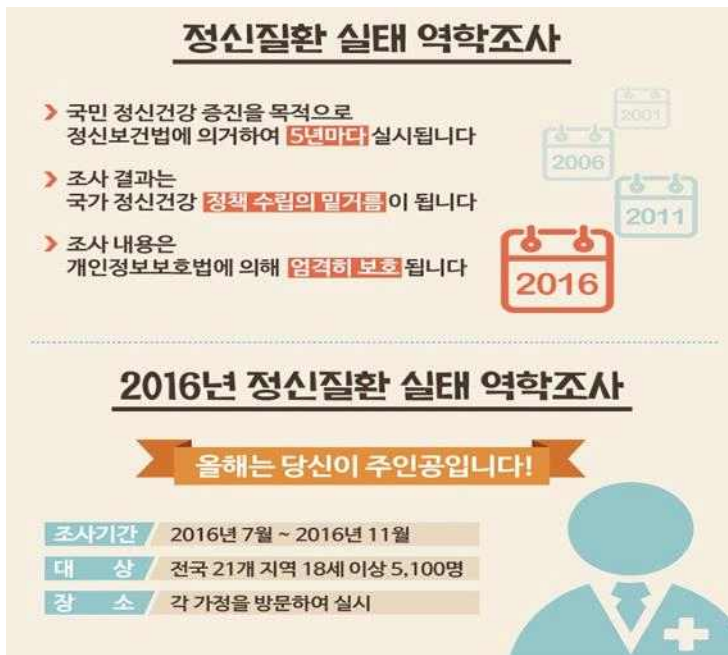 정신질환 실태 역학조사
국민 정신건강 증진을 목적으로
정신보건법에 의거하여 5년마다 실시됩니다
조사 결과는
국가 정신건강 정책 수립의 밑거름이 됩니다
조사 내용은
개인정보보호법에 의해 엄격히 보호됩니다
2001
2006
2011
2016
2016년 정신질환 실태 역학조사
올해는 당신이 주인공입니다!
조사기간 2016년 7월 ~ 2016년 11월
대 상 전국 21개 지역 18세 이상 5,100명
장 소 각 가정을 방문하여 실시